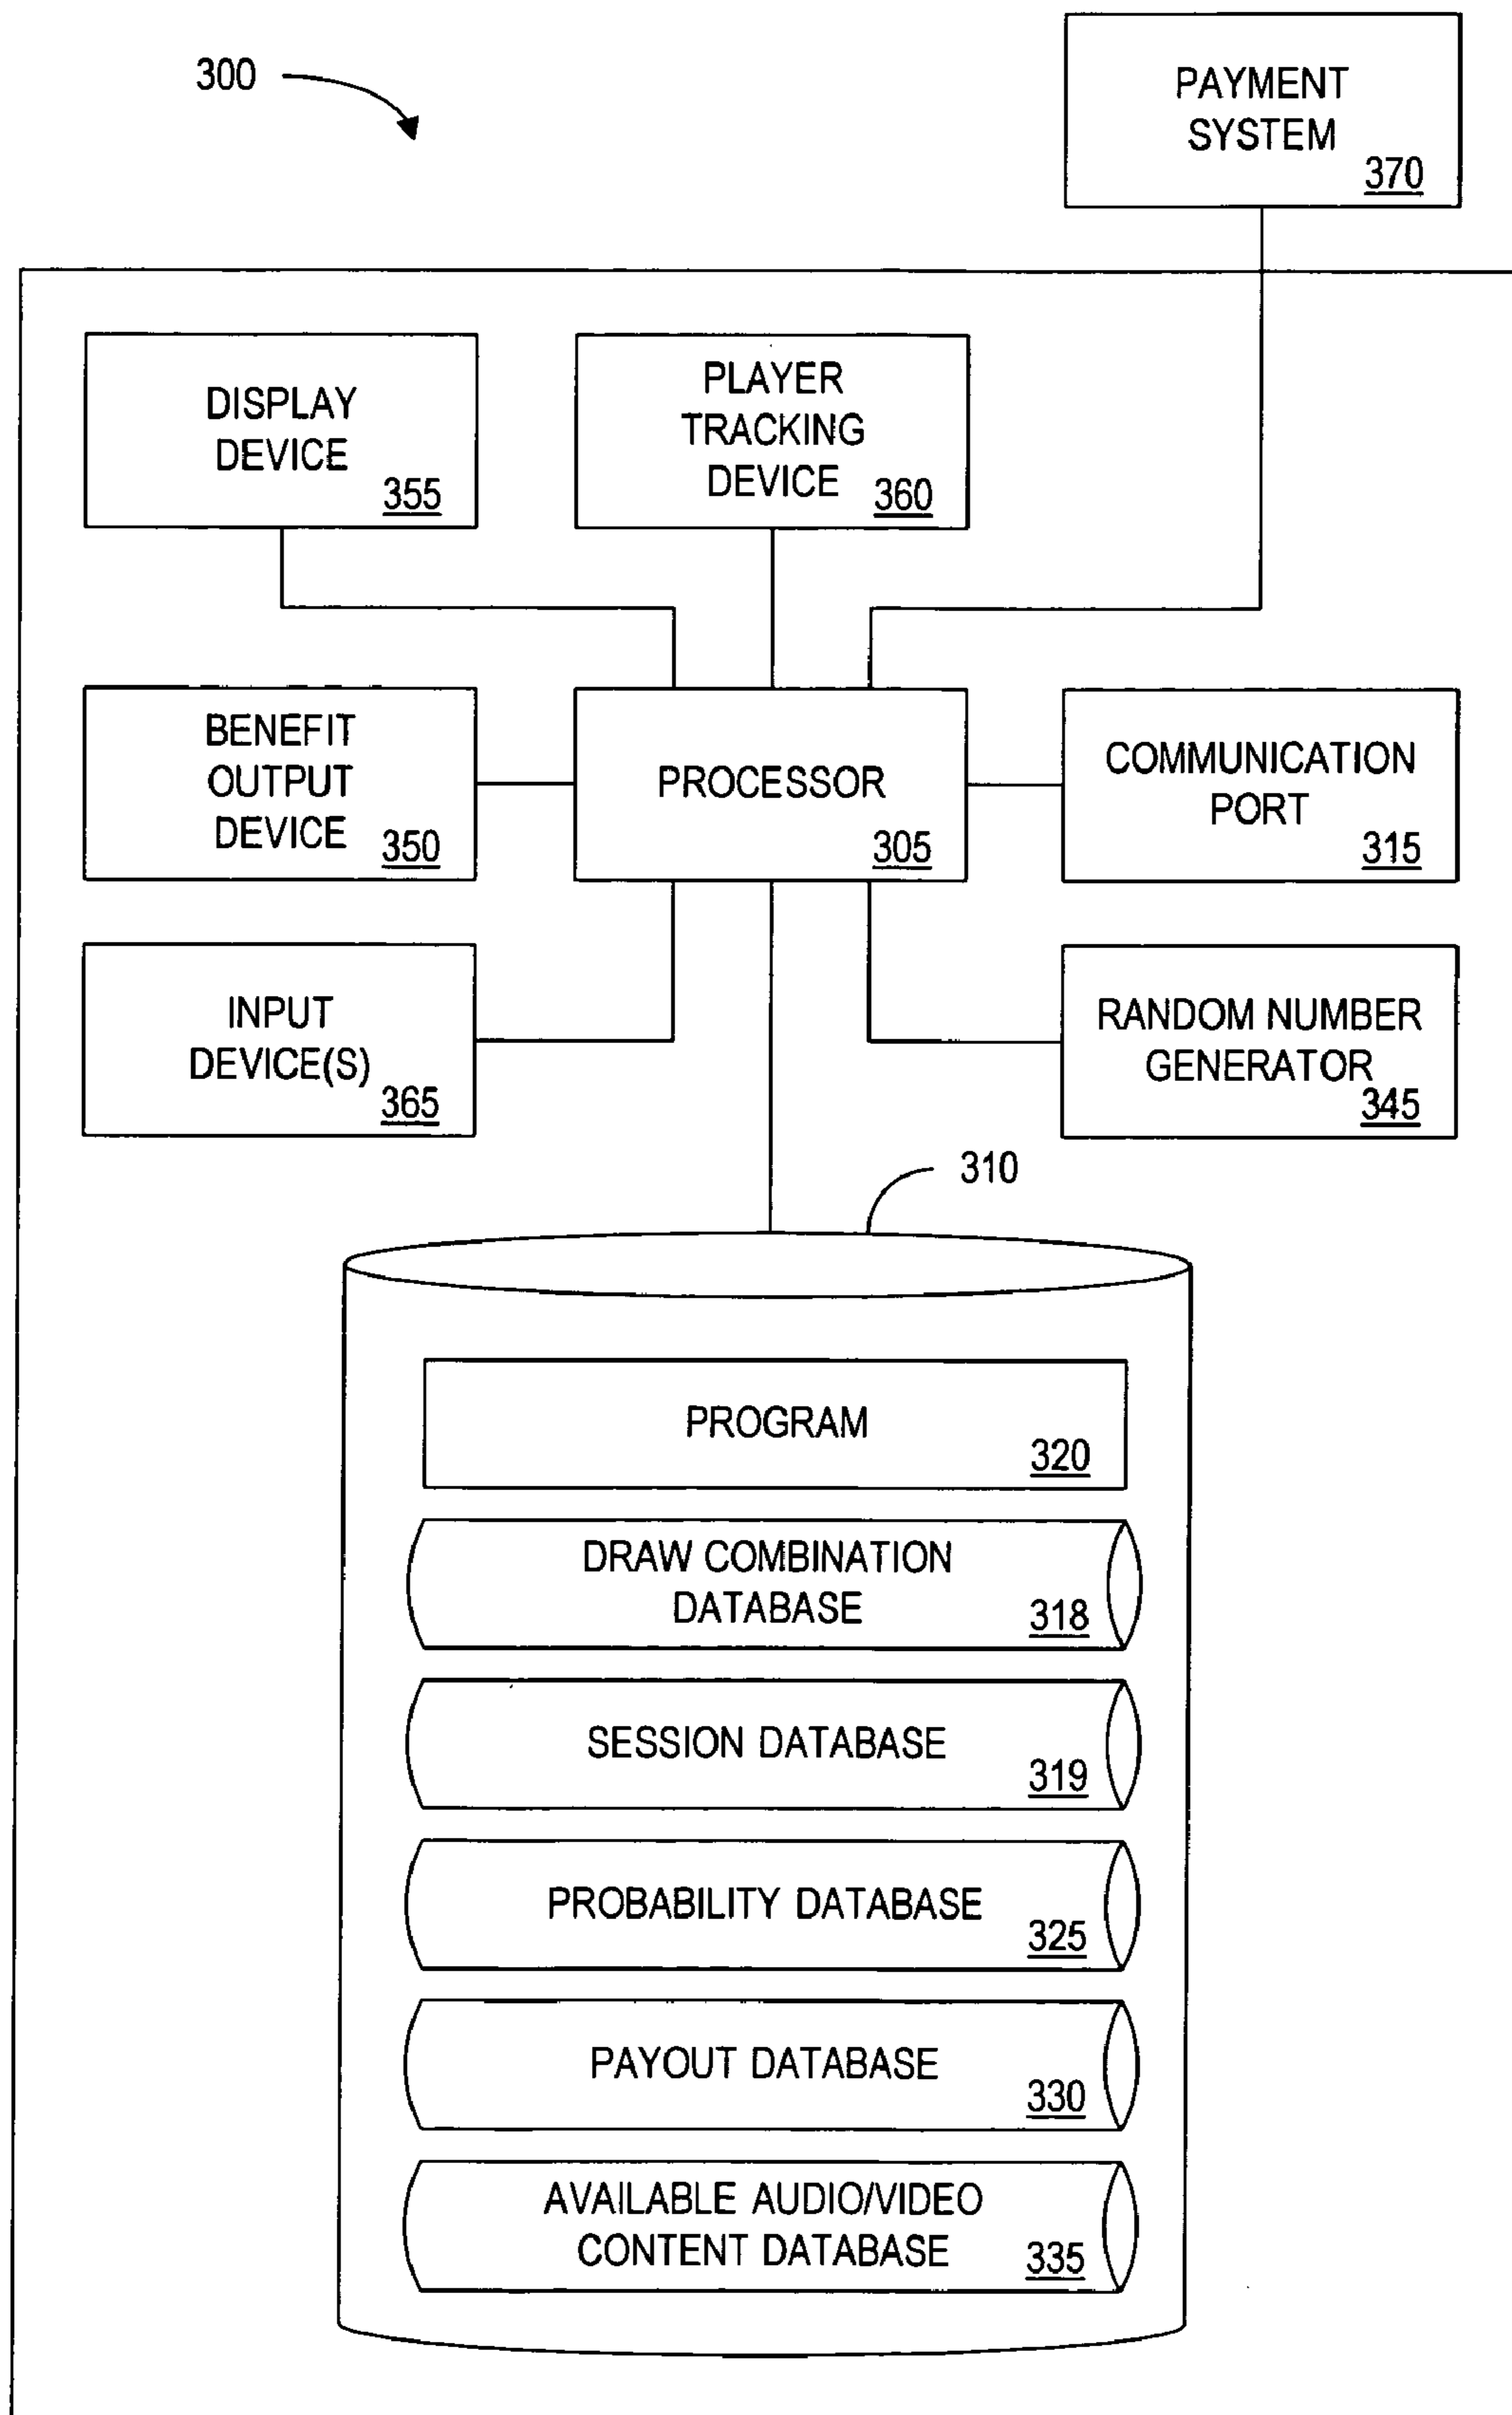 300
PAYMENT
SYSTEM
370
DISPLAY
DEVICE
355
PLAYER
TRACKING
DEVICE
360
BENEFIT
OUTPUT
DEVICE
350
PROCESSOR
305
COMMUNICATION
PORT
315
INPUT
DEVICE(S)
365
RANDOM NUMBER
GENERATOR
345
310
PROGRAM
320
DRAW COMBINATION
DATABASE
318
SESSION DATABASE
319
PROBABILITY DATABASE
325
PAYOUT DATABASE
330
AVAILABLE AUDIO/VIDEO
CONTENT DATABASE
335